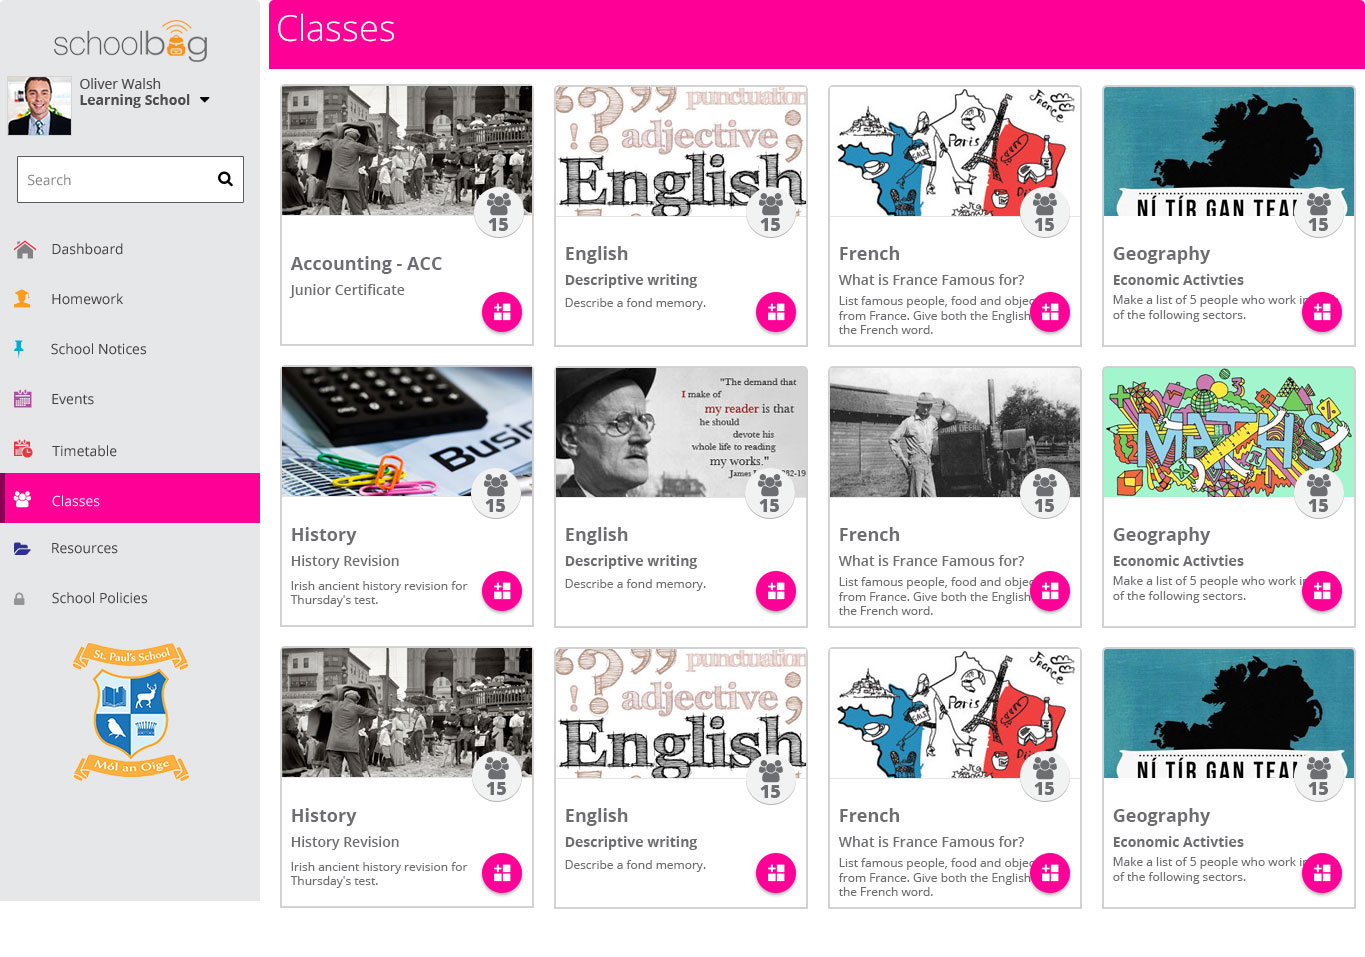 schoolbag
Oliver Walsh
Learning School
Search
Dashboard
Homework
School Notices
Events
Timetable
Classes
Resources
School Policies
St. Paul's School
Mól an Oige
Classes
15
Accounting - ACC
Junior Certificate
punctuation
adjective
English
15
English
Descriptive writing
Describe a fond memory.
France
Paris
15
French
What is France Famous for?
List famous people, food and objec
from France. Give both the English
the French word.
NÍ TÍR GAN TEAN
15
Geography
Economic Activties
Make a list of 5 people who work in
of the following sectors.
Busin
15
History
History Revision
Irish ancient history revision for
Thursday's test.
"The demand that
I make of
my reader is that
he should
devote his
whole life to reading
my works."
James
15
English
Descriptive writing
Describe a fond memory.
JOHN DEERE
15
French
What is France Famous for?
List famous people, food and objec
from France. Give both the English
the French word.
MATHS
15
Geography
Economic Activties
Make a list of 5 people who work in
of the following sectors.
15
History
History Revision
Irish ancient history revision for
Thursday's test.
punctuation
adjective
English
15
English
Descriptive writing
Describe a fond memory.
France
Paris
15
French
What is France Famous for?
List famous people, food and objec
from France. Give both the English
the French word.
NÍ TÍR GAN TEAN
15
Geography
Economic Activties
Make a list of 5 people who work in
of the following sectors.